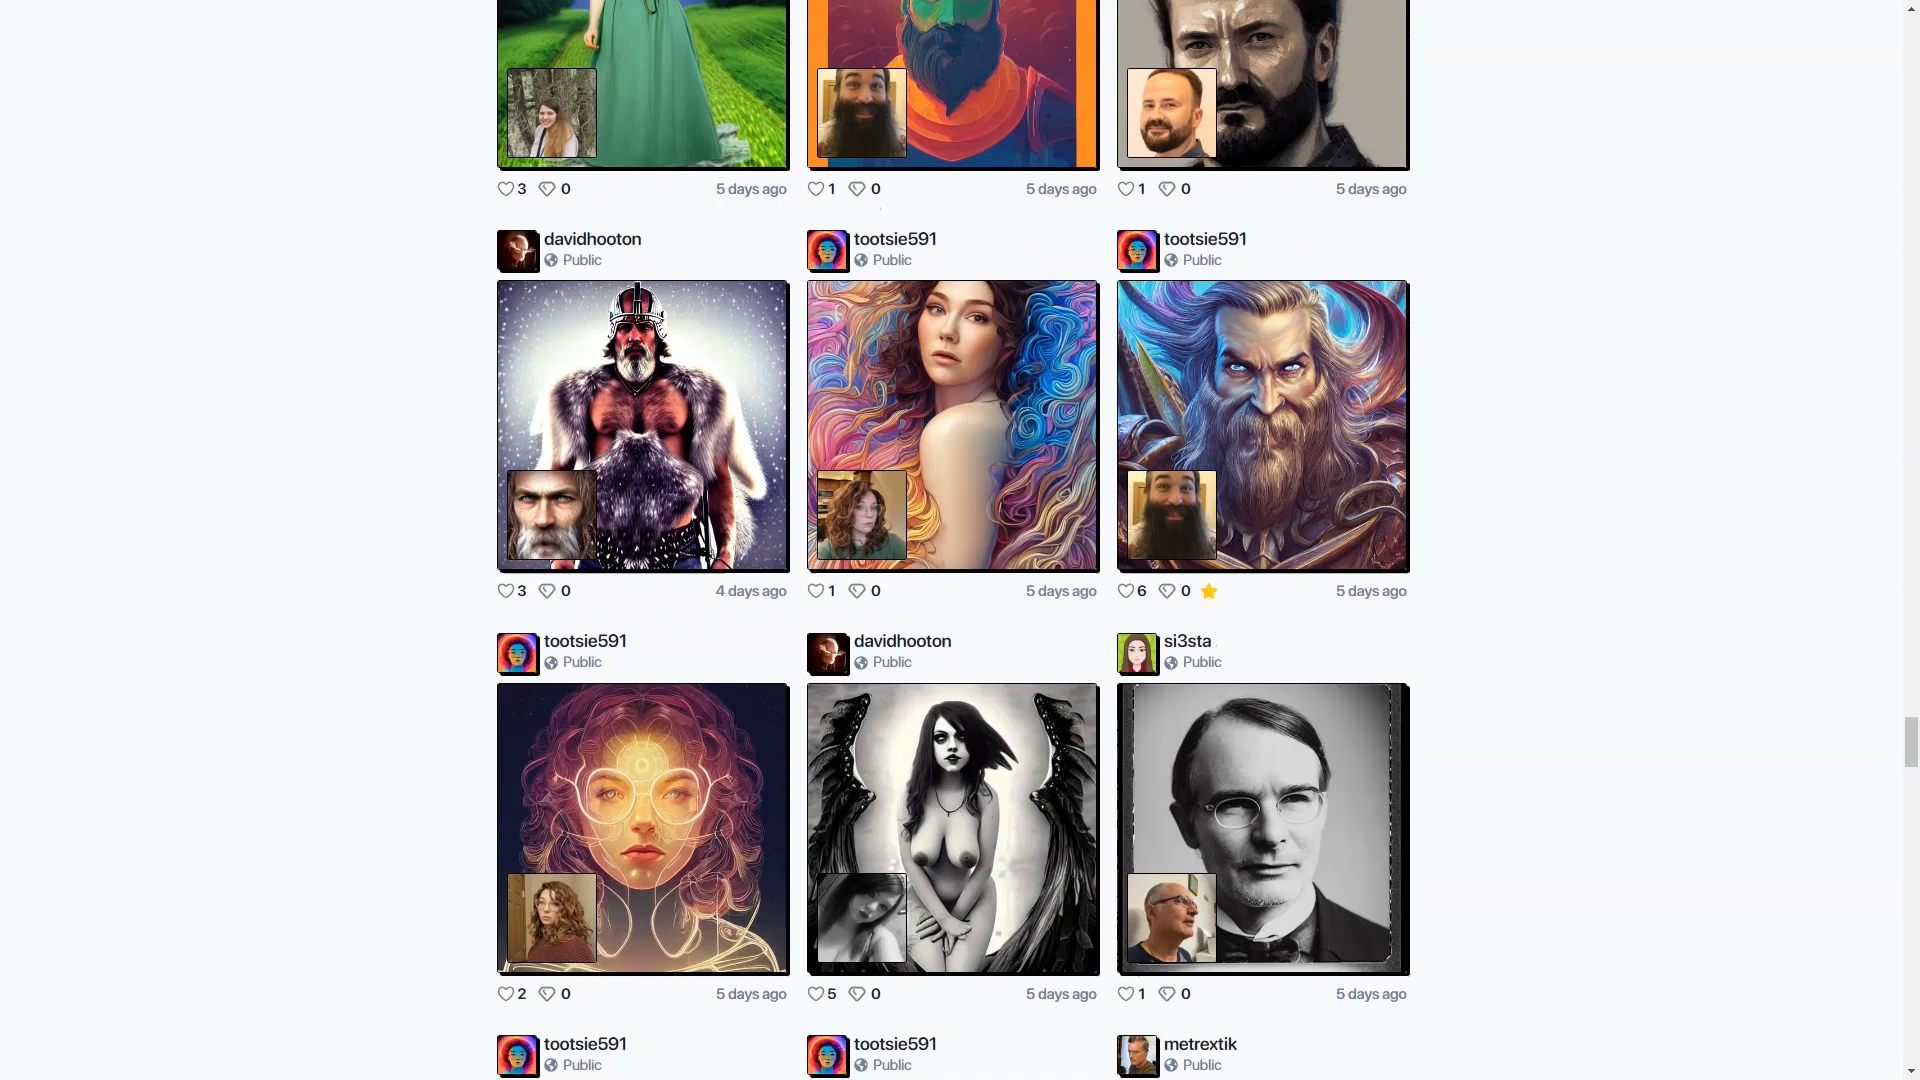 3 0 5 days ago
1 0 5 days ago
1 0 5 days ago
davidhooton
Public
tootsie591
Public
tootsie591
Public
3 0 4 days ago
1 0 5 days ago
6 0 5 days ago
tootsie591
Public
davidhooton
Public
si3sta
Public
2 0 5 days ago
5 0 5 days ago
1 0 5 days ago
tootsie591
Public
tootsie591
Public
metrextik
Public